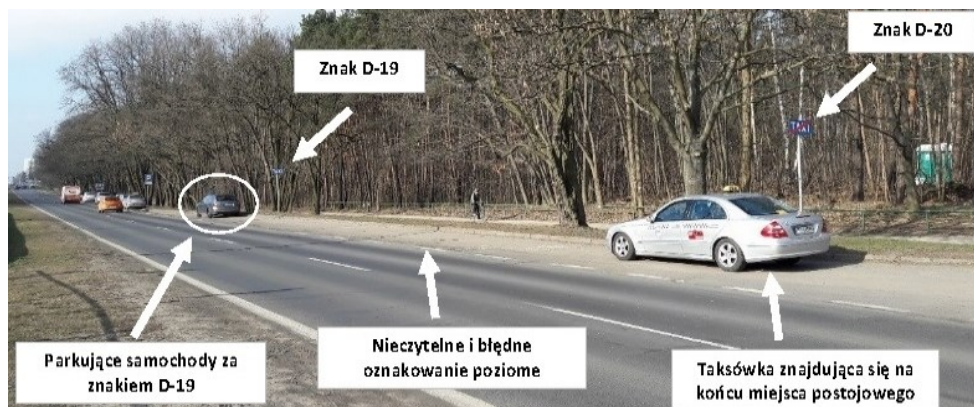 Znak D-20
Znak D-19
TAXI
Parkujące samochody za
znakiem D-19
Nieczytelne i błędne
oznakowanie poziome
Taksówka znajdująca się na
końcu miejsca postojowego